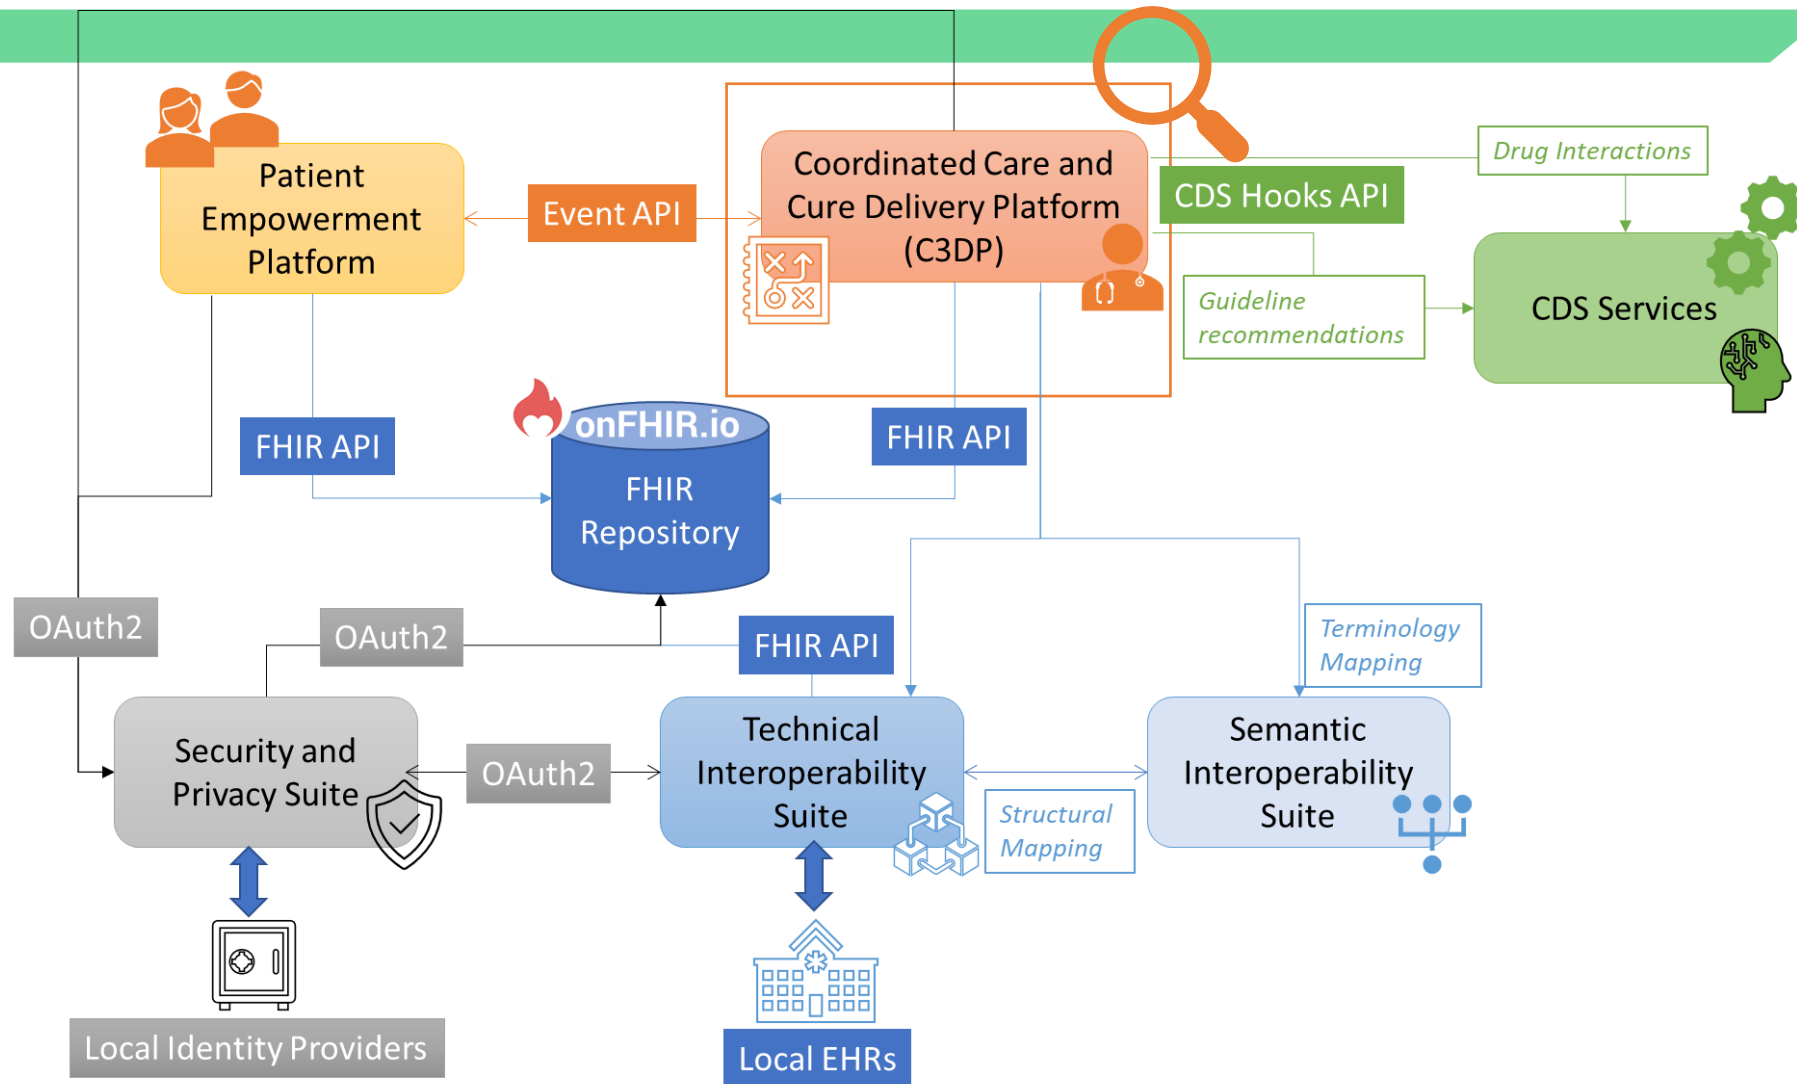 Patient
Empowerment
Platform
Event API
Coordinated Care and
Cure Delivery Platform
(C3DP)
CDS Hooks API
Drug Interactions
Guideline
recommendations
CDS Services
FHIR API
onFHIR.io
FHIR
Repository
FHIR API
OAuth2
OAuth2
FHIR API
Terminology
Mapping
Security and
Privacy Suite
OAuth2
Technical
Interoperability
Suite
Structural
Mapping
Semantic
Interoperability
Suite
Local Identity Providers
Local EHRs